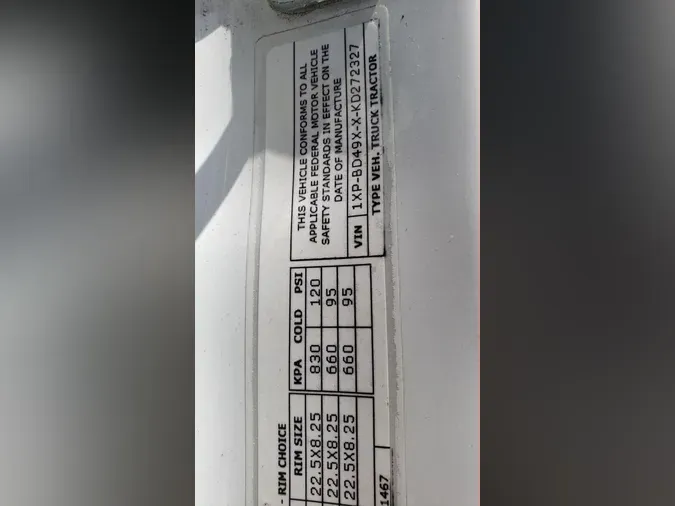 THIS VEHICLE CONFORMS TO ALL
APPLICABLE FEDERAL MOTOR VEHICLE
SAFETY STANDARDS IN EFFECT ON THE
DATE OF MANUFACTURE
VIN 1XP-BD49X-X-KD272327
TYPE VEH. TRUCK TRACTOR
- RIM CHOICE
RIM SIZE KPA COLD PSI
22.5X8.25 830 120
22.5X8.25 660 95
22.5X8.25 660 95
1467